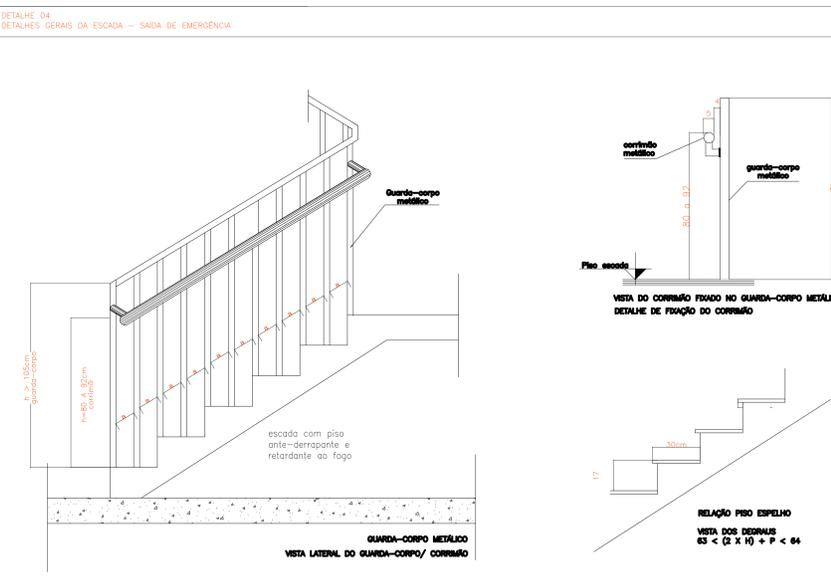 DETALHE 04
DETALHES GERAIS DA ESCADA – SAÍDA DE EMERGÊNCIA
Guarda-corpo
metálico
h > 105cm
guarda-corpo
h=80 A 92cm
corrimão
escada com piso
ante-derrapante e
retardante ao fogo
GUARDA-CORPO METÁLICO
VISTA LATERAL DO GUARDA-CORPO/ CORRIMÃO
corrimão
metálico
guarda-corpo
metálico
80 a 92
Piso escada
VISTA DO CORRIMÃO FIXADO NO GUARDA-CORPO
DETALHE DE FIXAÇÃO DO CORRIMÃO
30cm
17
RELAÇÃO PISO ESPELHO
VISTA DOS DEGRAUS
63 < (2 X H) + P < 64